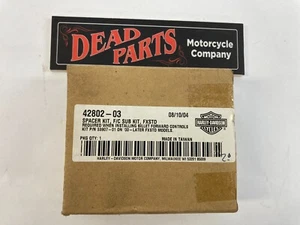 DEAD PARTS
Motorcycle
Company
42802-03 08/10/04
SPACER KIT, F/C SUB KIT, FXSTD
REQUIRED WHEN INSTALLING BILLET FORWARD CONTROLS
KIT P/N 53907-01 ON '00-LATER FXSTD MODELS.
PKG QTY: 1 MADE IN TAIWAN
HARLEY-DAVIDSON MOTOR COMPANY, MILWAUKEE WI 53201
HARLEY-DAVIDSON